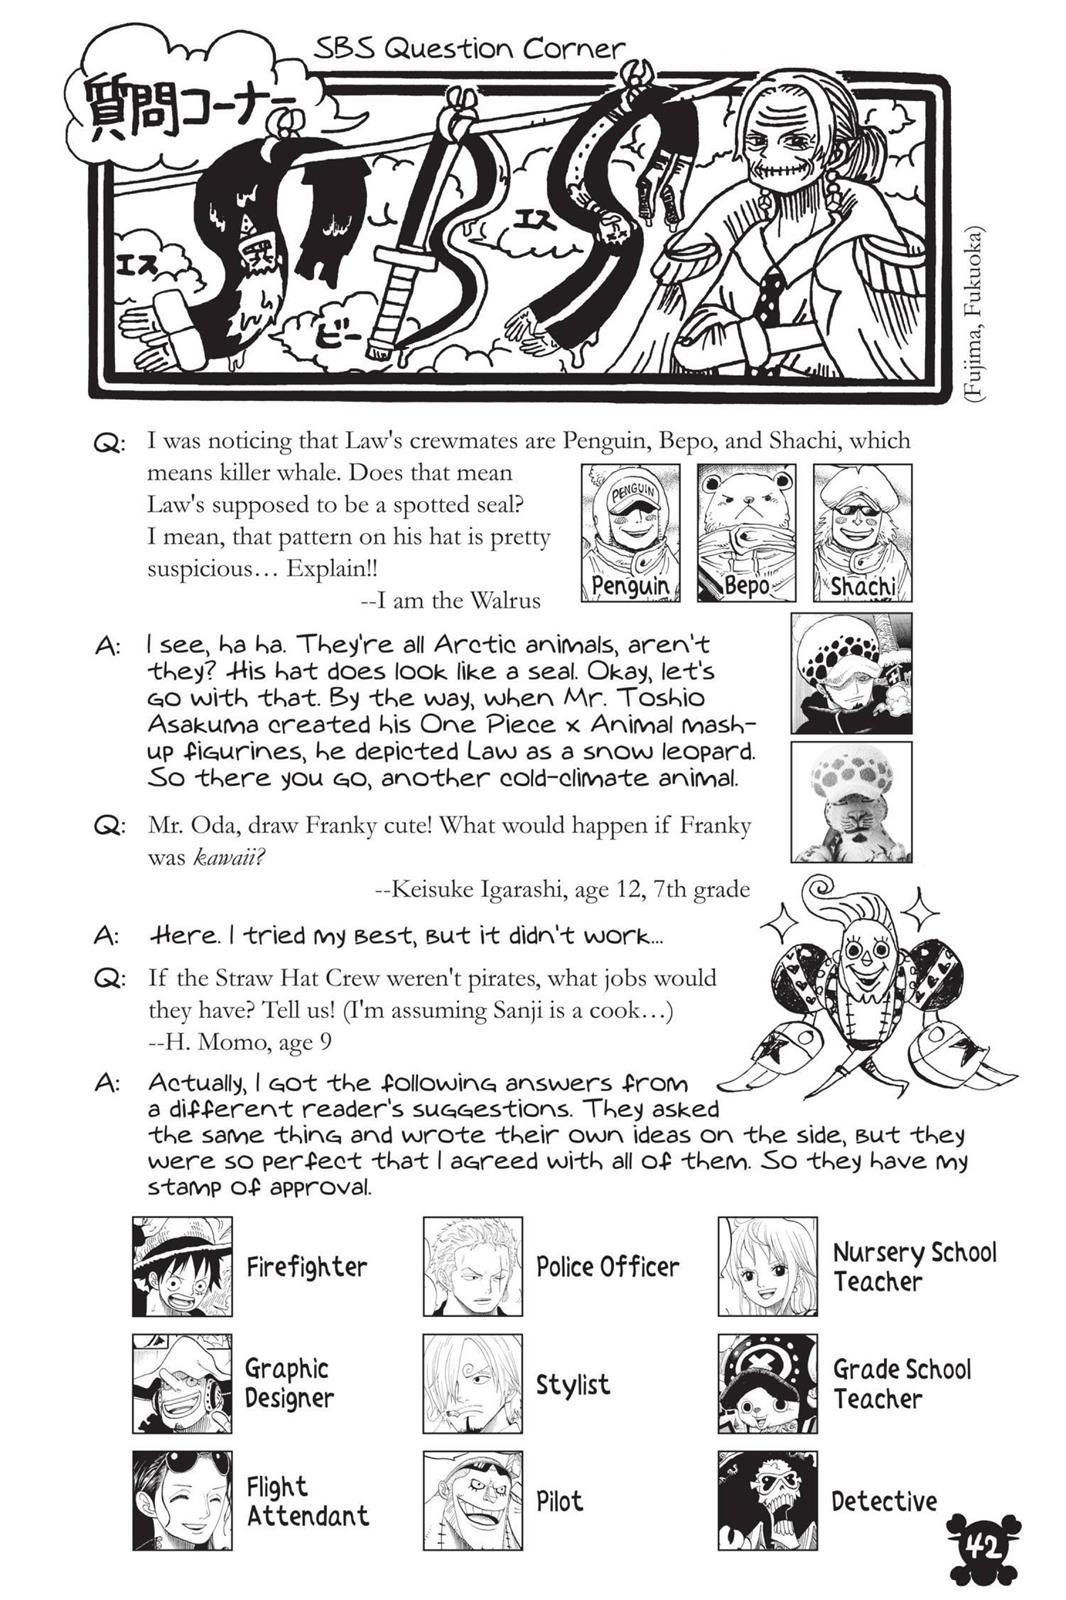 SBS Question Corner
質問コーナー
エス
ビー
エス
(Fujima, Fukuoka)
Q: I was noticing that Law's crewmates are Penguin, Bepo, and Shachi, which
means killer whale. Does that mean
Law's supposed to be a spotted seal?
I mean, that pattern on his hat is pretty
suspicious… Explain!!
--I am the Walrus
PENGUIN
Penguin
Bepo
Shachi
A: I see, ha ha. They're all Arctic animals, aren't
they? His hat does look like a seal. Okay, let's
go with that. By the way, when Mr. Toshio
Asakuma created his One Piece x Animal mash-
up figurines, he depicted Law as a snow leopard.
So there you go, another cold-climate animal.
Q: Mr. Oda, draw Franky cute! What would happen if Franky
was kawaii?
--Keisuke Igarashi, age 12, 7th grade
A: Here. I tried my best, but it didn't work...
Q: If the Straw Hat Crew weren't pirates, what jobs would
they have? Tell us! (I'm assuming Sanji is a cook…)
--H. Momo, age 9
A: Actually, I got the following answers from
a different reader's suggestions. They asked
the same thing and wrote their own ideas on the side, but they
were so perfect that I agreed with all of them. So they have my
stamp of approval.
Firefighter
Police Officer
Nursery School
Teacher
Graphic
Designer
Stylist
Grade School
Teacher
Flight
Attendant
Pilot
Detective
42